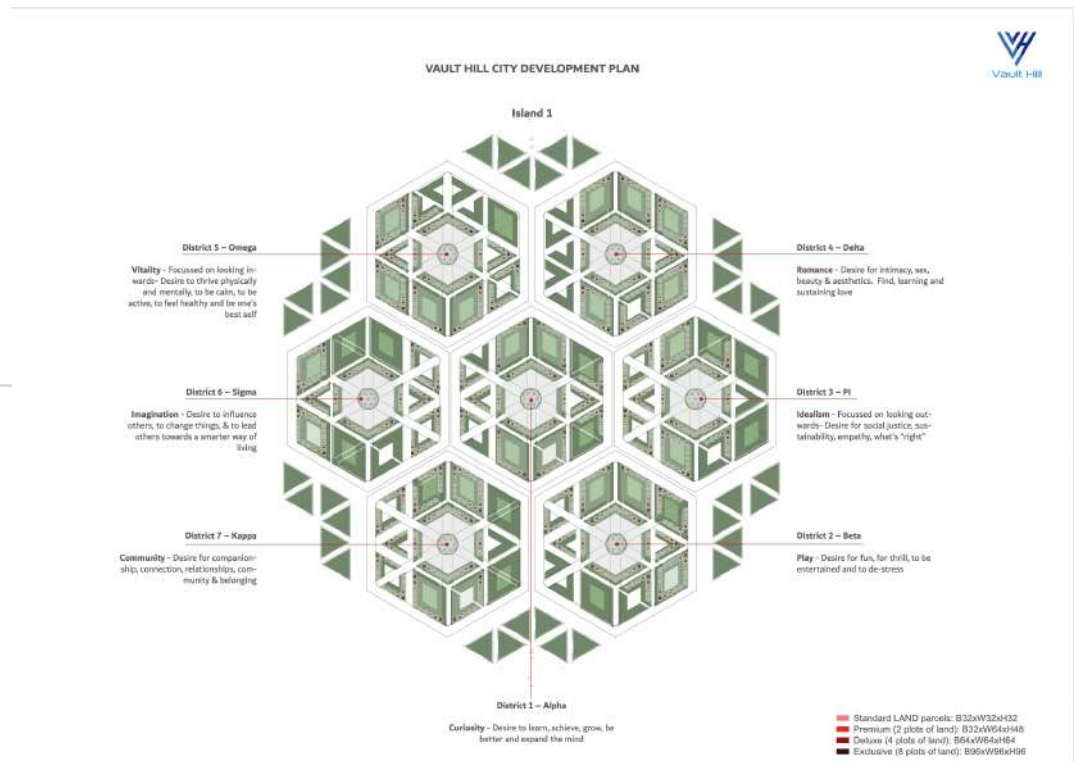 Vault Hill
VAULT HILL CITY DEVELOPMENT PLAN
Island 1
District 5 – Omega
Vitality - Focussed on looking in-
wards- Desire to thrive physically
and mentally, to be calm, to be
active, to feel healthy and be one's
best self
District 4 – Delta
Romance - Desire for intimacy, sex,
beauty & aesthetics. Find, learning and
sustaining love
District 6 – Sigma
Imagination - Desire to influence
others, to change things, & to lead
others towards a smarter way of
living
District 3 – Pi
Idealism - Focussed on looking out-
wards- Desire for social justice, sus-
tainability, empathy, what's "right"
District 7 – Kappa
Community - Desire for companion-
ship, connection, relationships, com-
munity & belonging
District 2 – Beta
Play - Desire for fun, for thrill, to be
entertained and to de-stress
District 1 – Alpha
Curiosity - Desire to learn, achieve, grow, be
better and expand the mind
Standard LAND parcels: B32xW32xH32
Premium (2 plots of land): B32xW64xH48
Deluxe (4 plots of land): B64xW64xH64
Exclusive (8 plots of land): B96xW96xH96